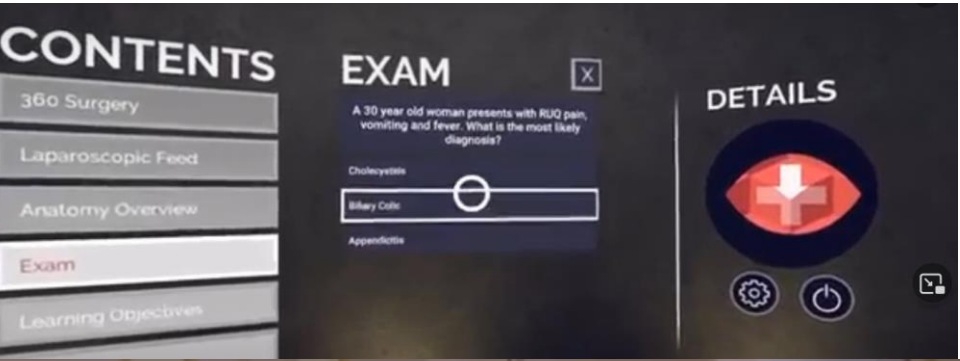 CONTENTS
360 Surgery
Laparoscopic Feed
Anatomy Overview
Exam
Learning Objectives
EXAM
X
A 30 year old woman presents with RUQ pain,
vomiting and fever. What is the most likely
diagnosis?
Cholecystitis
Biliary Colic
Appendicitis
DETAILS